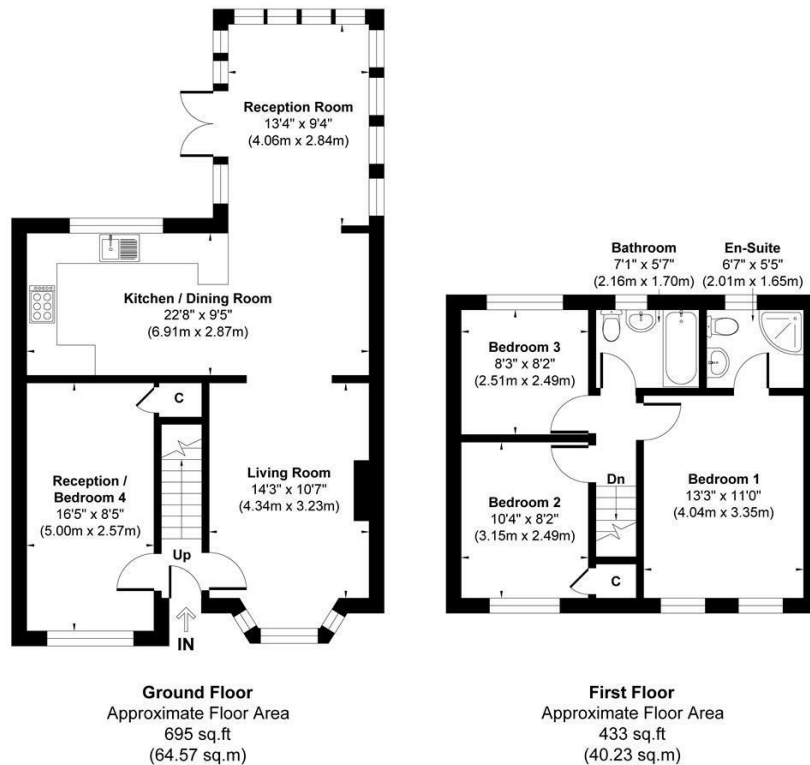 Reception Room
13'4" x 9'4"
(4.06m x 2.84m)
Kitchen / Dining Room
22'8" x 9'5"
(6.91m x 2.87m)
C
Reception /
Bedroom 4
16'5" x 8'5"
(5.00m x 2.57m)
Living Room
14'3" x 10'7"
(4.34m x 3.23m)
Up
IN
Ground Floor
Approximate Floor Area
695 sq.ft
(64.57 sq.m)
Bathroom
7'1" x 5'7"
(2.16m x 1.70m)
En-Suite
6'7" x 5'5"
(2.01m x 1.65m)
Bedroom 3
8'3" x 8'2"
(2.51m x 2.49m)
Bedroom 2
10'4" x 8'2"
(3.15m x 2.49m)
Dn
Bedroom 1
13'3" x 11'0"
(4.04m x 3.35m)
C
First Floor
Approximate Floor Area
433 sq.ft
(40.23 sq.m)